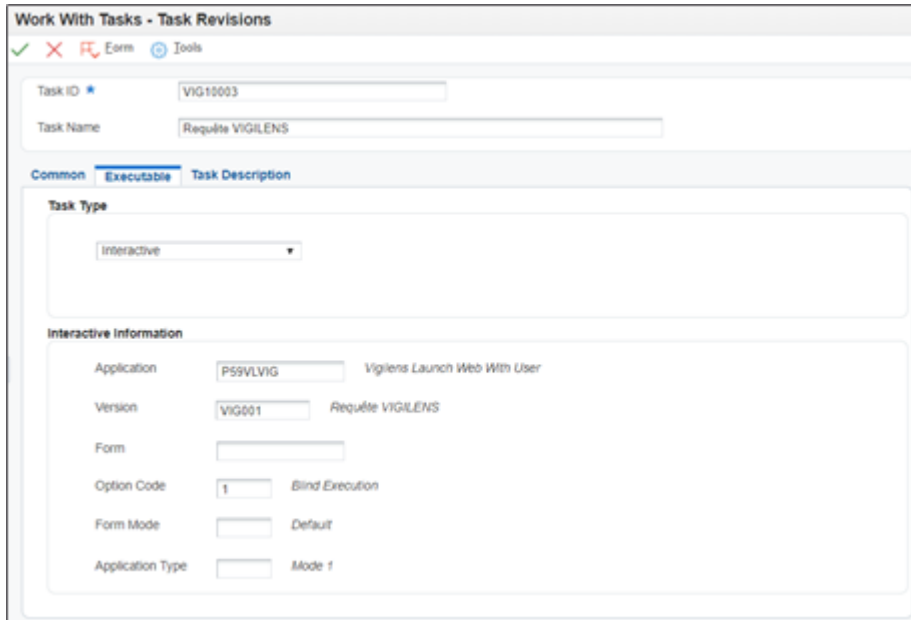 Work With Tasks - Task Revisions
Form Tools
Task ID * VIG10003
Task Name Requête VIGILENS
Common Executable Task Description
Task Type
Interactive
Interactive Information
Application P59VLVIG Vigilens Launch Web With User
Version VIG001 Requête VIGILENS
Form
Option Code 1 Blind Execution
Form Mode Default
Application Type Mode 1